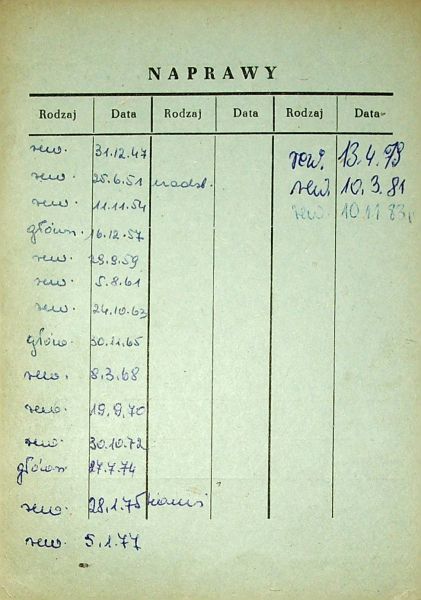 NAPRAWY
Rodzaj Data Rodzaj Data Rodzaj Data
rew. 31.12.47 rew. 13.4.79
rew. 25.6.51 nadzl. rew. 10.3.81
rew. 11.11.54 rew. 10.11.83
główn. 16.12.57
rew. 29.9.59
rew. 5.8.61
rew. 24.10.63
główn. 30.11.65
rew. 8.3.68
rew. 19.9.70
rew. 30.10.72
główn 27.7.74
rew. 28.1.75
rew. 5.1.77